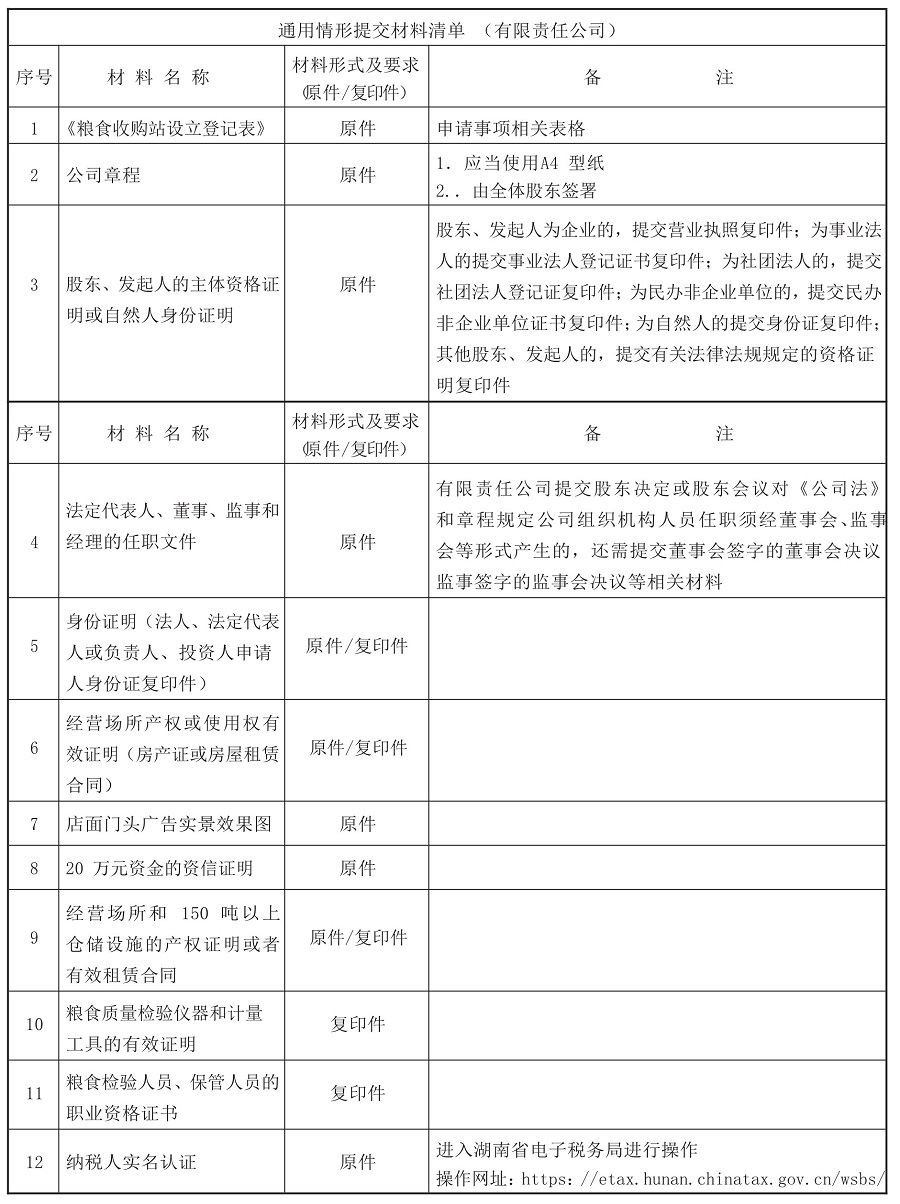 通用情形提交材料清单 （有限责任公司）
序号
材 料 名 称
材料形式及要求
（原件/复印件）
备 注
1
《粮食收购站设立登记表》
原件
申请事项相关表格
2
公司章程
原件
1. 应当使用A4 型纸
2.. 由全体股东签署
3
股东、发起人的主体资格证
明或自然人身份证明
原件
股东、发起人为企业的，提交营业执照复印件；为事业法
人的提交事业法人登记证书复印件；为社团法人的，提交
社团法人登记证复印件；为民办非企业单位的，提交民办
非企业单位证书复印件；为自然人的提交身份证复印件；
其他股东、发起人的，提交有关法律法规规定的资格证
明复印件
序号
材 料 名 称
材料形式及要求
（原件/复印件）
备 注
4
法定代表人、董事、监事和
经理的任职文件
原件
有限责任公司提交股东决定或股东会议对《公司法》
和章程规定公司组织机构人员任职须经董事会、监事
会等形式产生的，还需提交董事会签字的董事会决议
监事签字的监事会决议等相关材料
5
身份证明（法人、法定代表
人或负责人、投资人申请
人身份证复印件）
原件/复印件
6
经营场所产权或使用权有
效证明（房产证或房屋租赁
合同）
原件/复印件
7
店面门头广告实景效果图
原件
8
20 万元资金的资信证明
原件
9
经营场所和 150 吨以上
仓储设施的产权证明或者
有效租赁合同
原件/复印件
10
粮食质量检验仪器和计量
工具的有效证明
复印件
11
粮食检验人员、保管人员的
职业资格证书
复印件
12
纳税人实名认证
原件
进入湖南省电子税务局进行操作
操作网址：https: //etax.hunan.chinatax.gov.cn/wsbs/